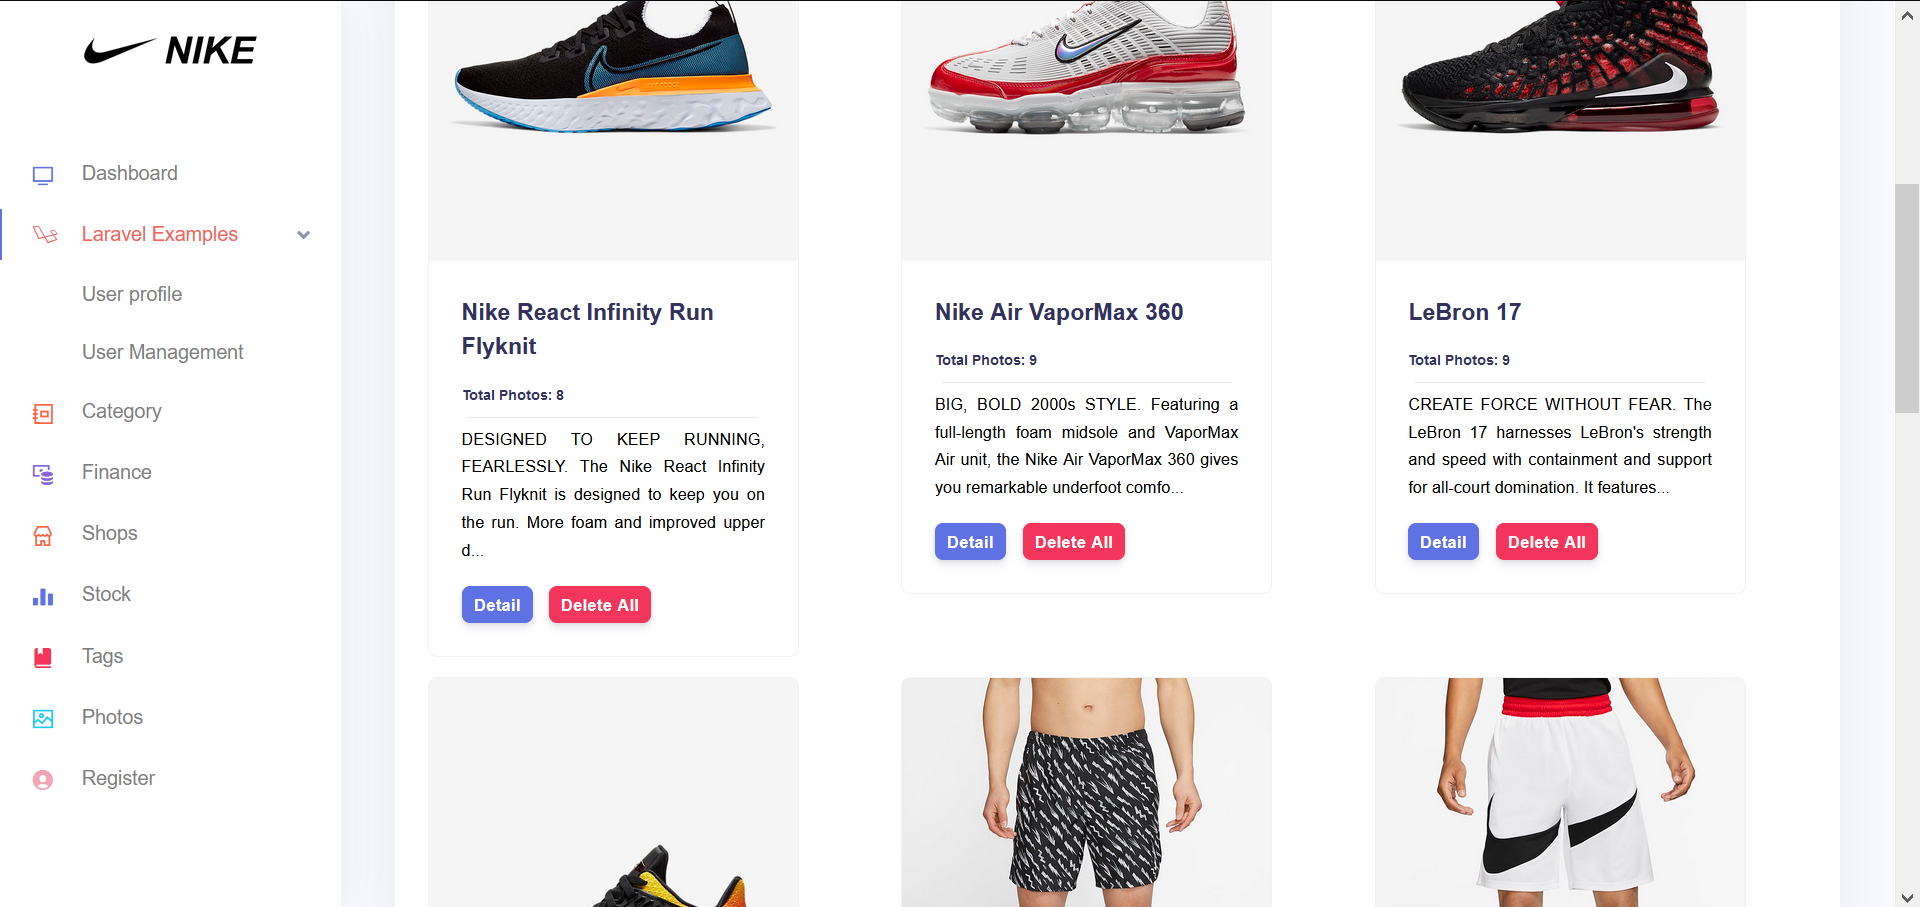 NIKE
Dashboard
Laravel Examples
User profile
User Management
Category
Finance
Shops
Stock
Tags
Photos
Register
Nike React Infinity Run
Flyknit
Total Photos: 8
DESIGNED TO KEEP RUNNING,
FEARLESSLY. The Nike React Infinity
Run Flyknit is designed to keep you on
the run. More foam and improved upper
d...
Detail
Delete All
Nike Air VaporMax 360
Total Photos: 9
BIG, BOLD 2000s STYLE. Featuring a
full-length foam midsole and VaporMax
Air unit, the Nike Air VaporMax 360 gives
you remarkable underfoot comfo...
Detail
Delete All
LeBron 17
Total Photos: 9
CREATE FORCE WITHOUT FEAR. The
LeBron 17 harnesses LeBron's strength
and speed with containment and support
for all-court domination. It features...
Detail
Delete All